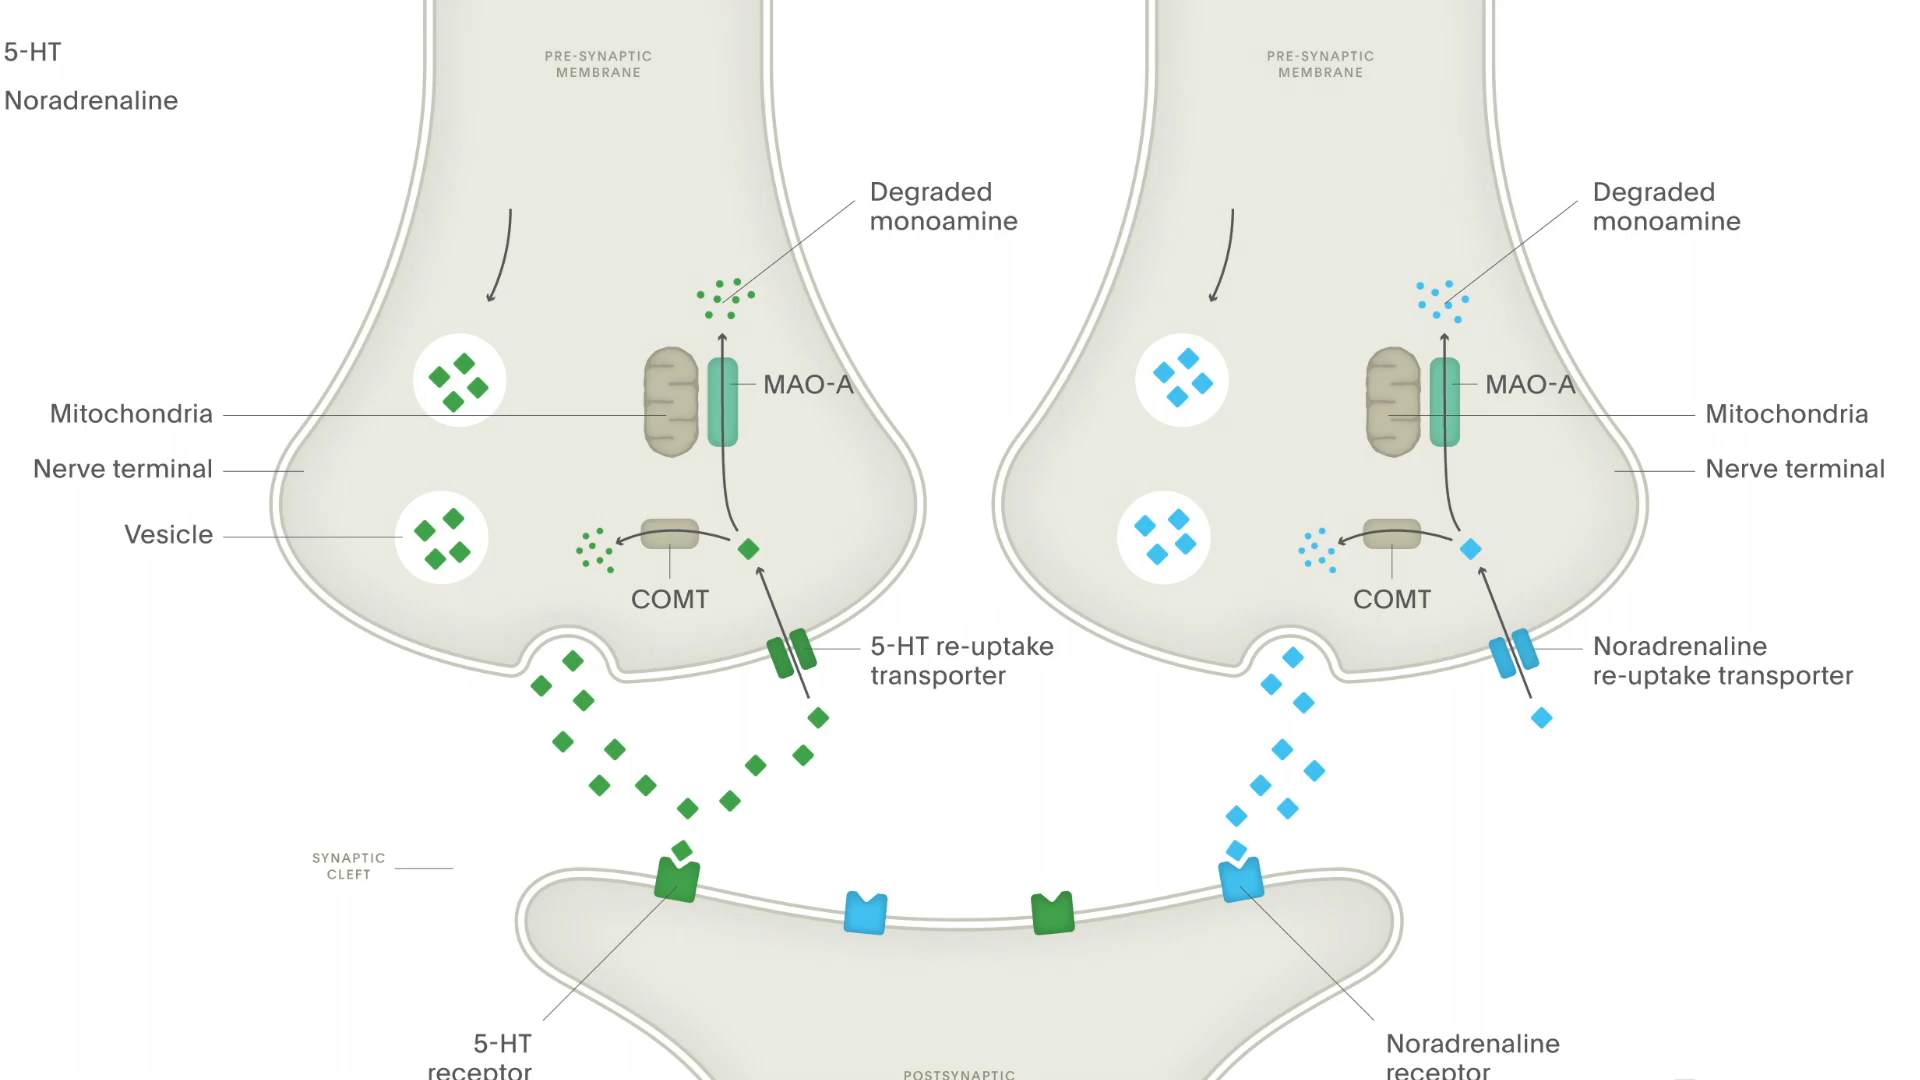 5-HT
Noradrenaline
PRE-SYNAPTIC
MEMBRANE
PRE-SYNAPTIC
MEMBRANE
Degraded
monoamine
Degraded
monoamine
MAO-A
MAO-A
Mitochondria
Mitochondria
Nerve terminal
Nerve terminal
Vesicle
COMT
COMT
5-HT re-uptake
transporter
Noradrenaline
re-uptake transporter
SYNAPTIC
CLEFT
5-HT
receptor
Noradrenaline
receptor
POSTSYNAPTIC